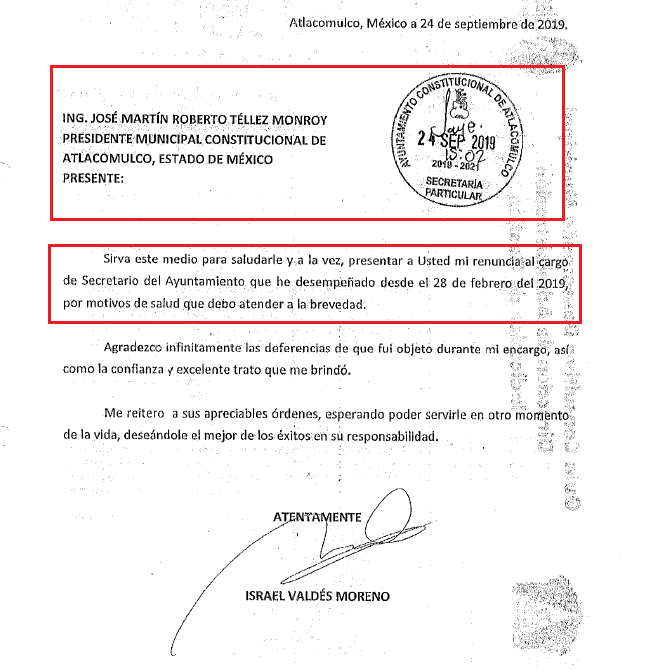 Atlacomulco, México a 24 de septiembre de 2019.
ING. JOSÉ MARTÍN ROBERTO TÉLLEZ MONROY
PRESIDENTE MUNICIPAL CONSTITUCIONAL DE
ATLACOMULCO, ESTADO DE MÉXICO
PRESENTE:
AYUNTAMIENTO CONSTITUCIONAL DE ATLACOMULCO
24 SEP 2019
15:02
2019 - 2021
SECRETARÍA
PARTICULAR
Sirva este medio para saludarle y a la vez, presentar a Usted mi renuncia al cargo
de Secretario del Ayuntamiento que he desempeñado desde el 28 de febrero del 2019,
por motivos de salud que debo atender a la brevedad.
Agradezco infinitamente las deferencias de que fui objeto durante mi encargo, así
como la confianza y excelente trato que me brindó.
Me reitero a sus apreciables órdenes, esperando poder servirle en otro momento
de la vida, deseándole el mejor de los éxitos en su responsabilidad.
ATENTAMENTE
ISRAEL VALDÉS MORENO